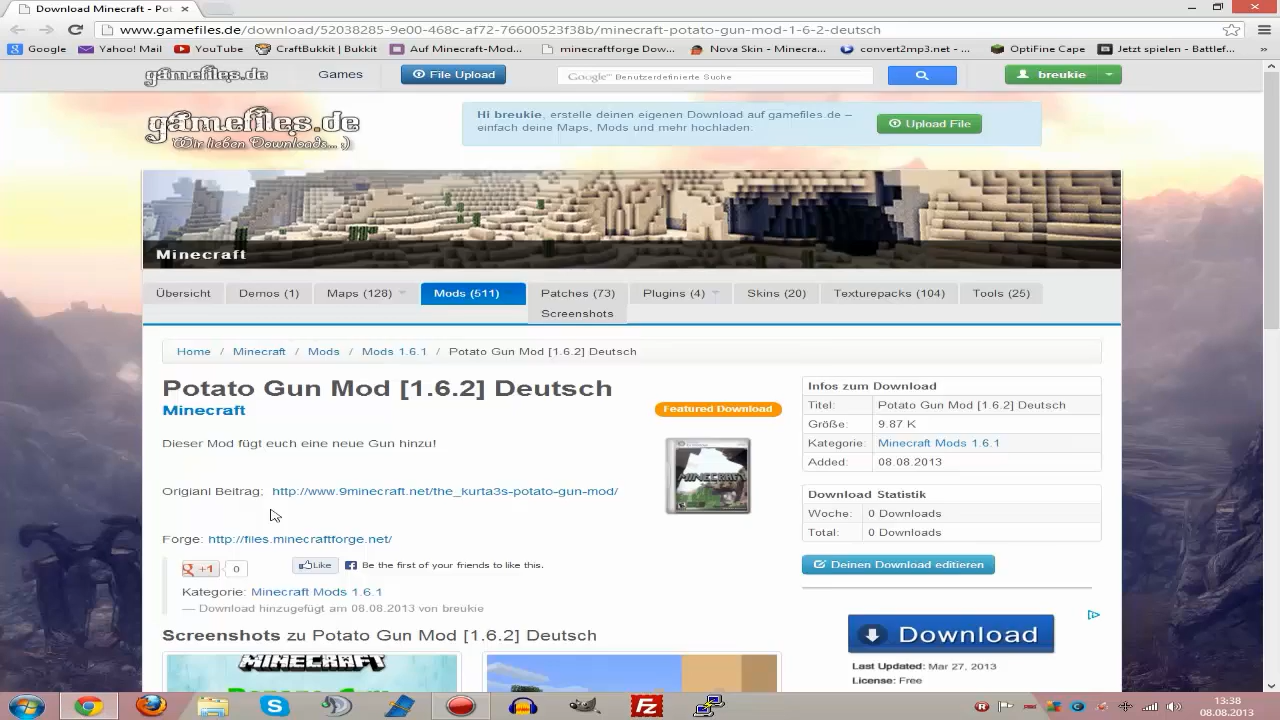 Download Minecraft - Pot
www.gamefiles.de/download/52038285-9e00-468c-af72-76600523f38b/minecraft-potato-gun-mod-1-6-2-deutsch
Google Yahoo! Mail YouTube CraftBukkit | Bukkit Auf Minecraft-Mod... minecraftforge Dow... Nova Skin - Minecra... convert2mp3.net - ... OptiFine Cape Jetzt spielen - Battlef... »
gamefiles.de Games File Upload Google™ Benutzerdefinierte Suche breukie
gamefiles.de
Wir lieben Downloads... ;)
Hi breukie, erstelle deinen eigenen Download auf gamefiles.de –
einfach deine Maps, Mods und mehr hochladen.
Upload File
Minecraft
Übersicht Demos (1) Maps (128) Mods (511) Patches (73) Plugins (4) Skins (20) Texturepacks (104) Tools (25)
Screenshots
Home / Minecraft / Mods / Mods 1.6.1 / Potato Gun Mod [1.6.2] Deutsch
Potato Gun Mod [1.6.2] Deutsch
Minecraft
Featured Download
Dieser Mod fügt euch eine neue Gun hinzu!
MINECRAFT
Origianl Beitrag; http://www.9minecraft.net/the_kurta3s-potato-gun-mod/
Forge: http://files.minecraftforge.net/
+1 0 Like Be the first of your friends to like this.
Kategorie: Minecraft Mods 1.6.1
— Download hinzugefügt am 08.08.2013 von breukie
Screenshots zu Potato Gun Mod [1.6.2] Deutsch
MINECRAFT
Infos zum Download
Titel: Potato Gun Mod [1.6.2] Deutsch
Größe: 9.87 K
Kategorie: Minecraft Mods 1.6.1
Added: 08.08.2013
Download Statistik
Woche: 0 Downloads
Total: 0 Downloads
Deinen Download editieren
Download
Last Updated: Mar 27, 2013
License: Free
13:38
08.08.2013